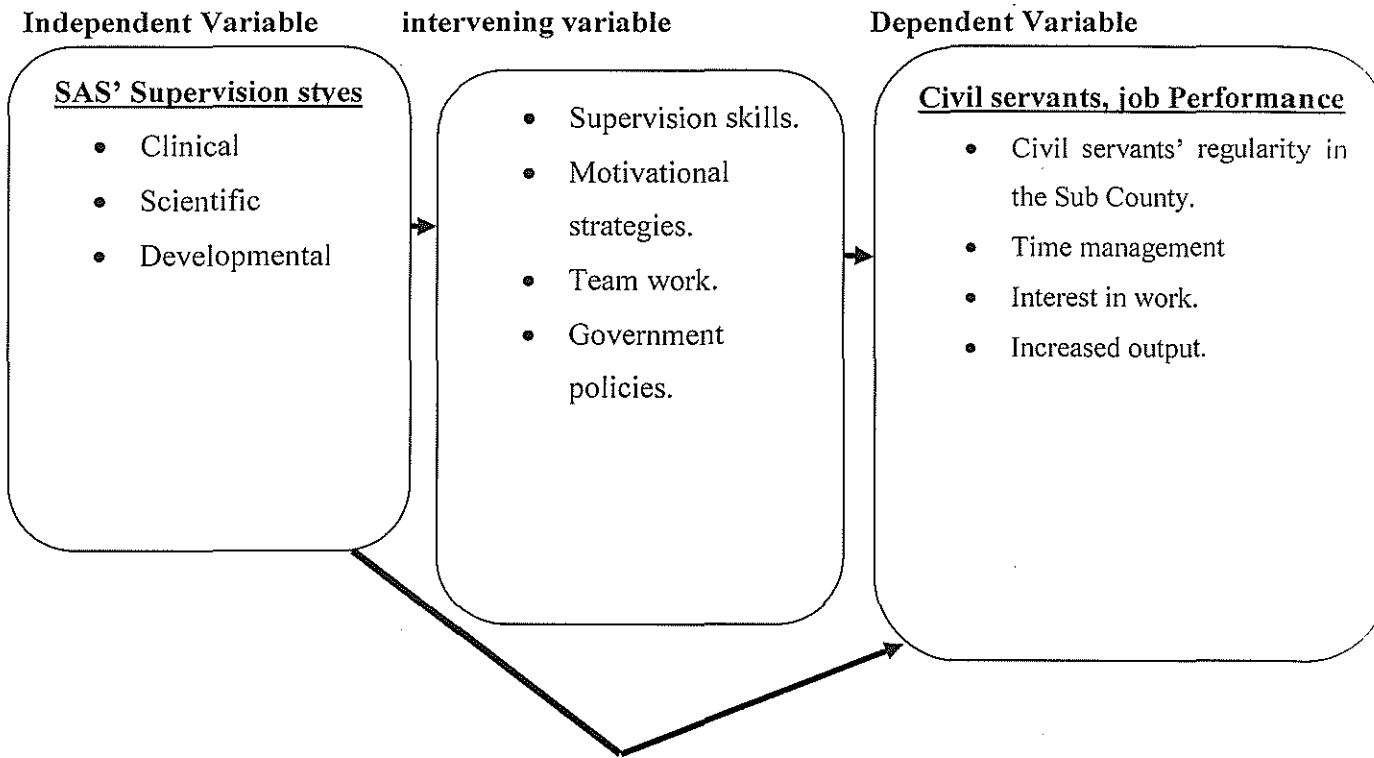 Independent Variable
intervening variable
Dependent Variable
SAS' Supervision styes
• Clinical
• Scientific
• Developmental
• Supervision skills.
• Motivational
strategies.
• Team work.
• Government
policies.
Civil servants, job Performance
• Civil servants' regularity in
the Sub County.
• Time management
• Interest in work.
• Increased output.